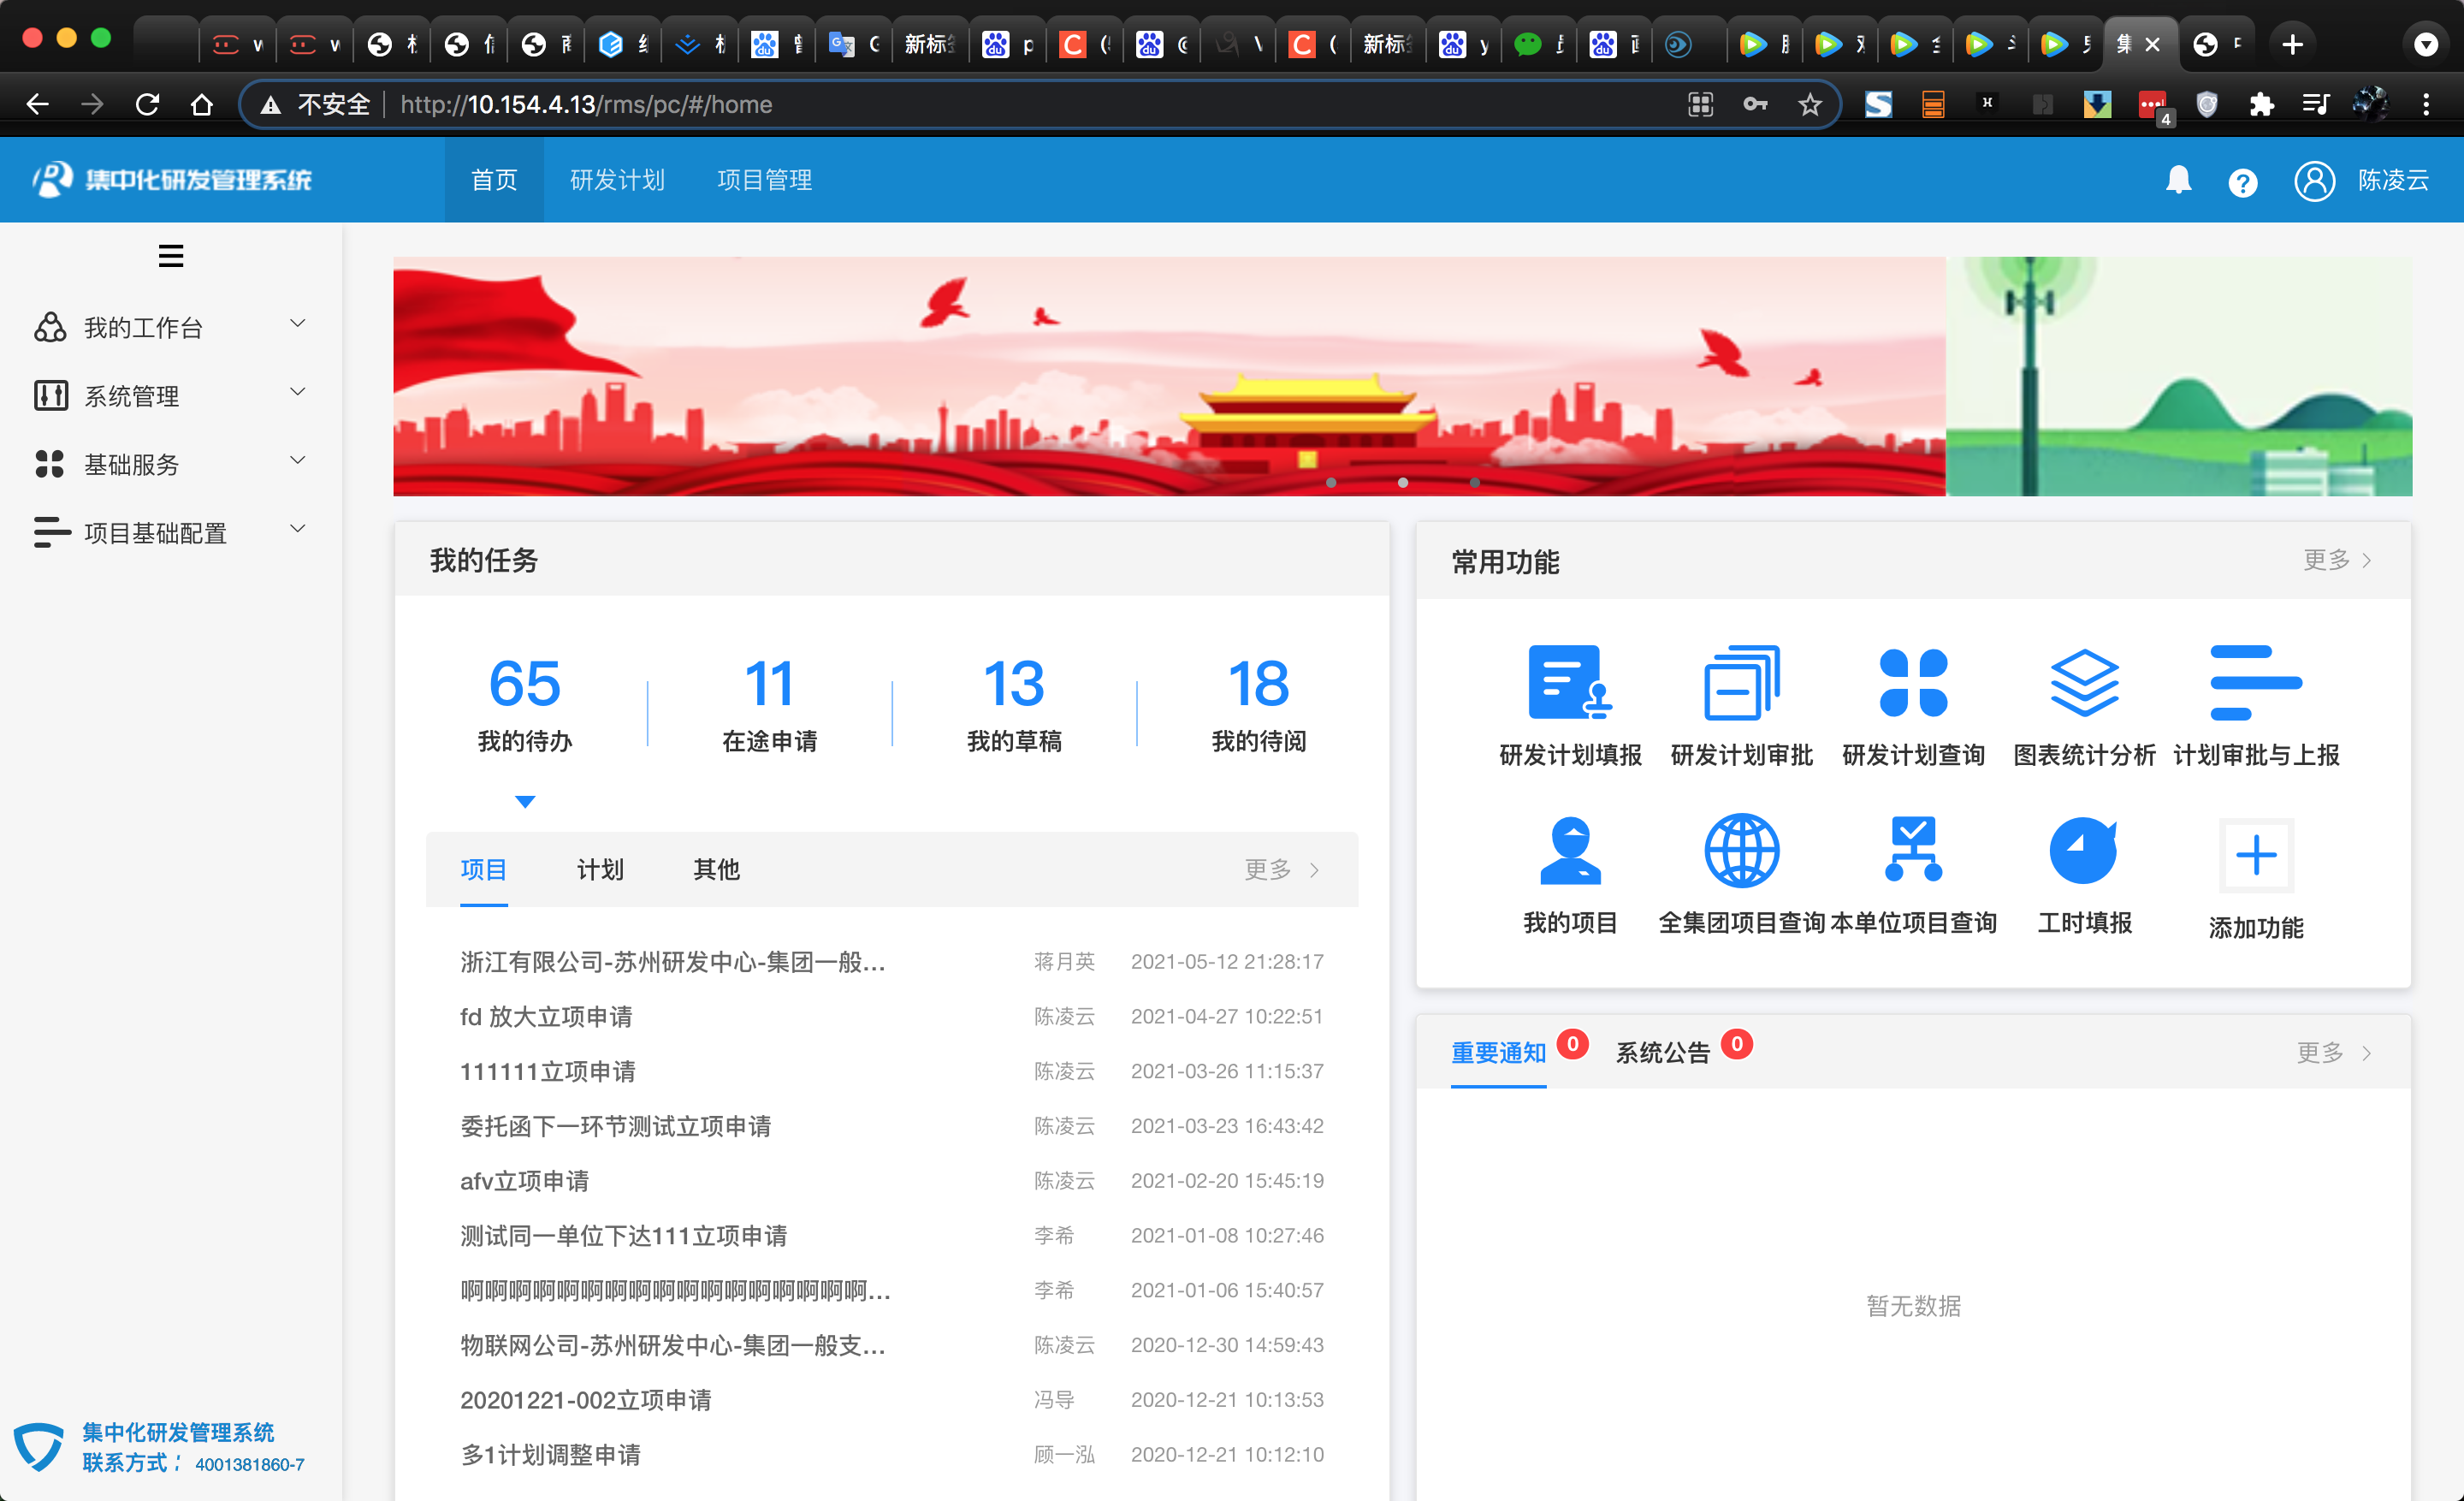 新标
新标
不安全
http://10.154.4.13/rms/pc/#/home
4
集中化研发管理系统
首页
研发计划
项目管理
陈凌云
我的工作台
系统管理
基础服务
项目基础配置
我的任务
65
我的待办
11
在途申请
13
我的草稿
18
我的待阅
项目
计划
其他
更多
浙江有限公司-苏州研发中心-集团一般... 蒋月英 2021-05-12 21:28:17
fd 放大立项申请 陈凌云 2021-04-27 10:22:51
111111立项申请 陈凌云 2021-03-26 11:15:37
委托函下一环节测试立项申请 陈凌云 2021-03-23 16:43:42
afv立项申请 陈凌云 2021-02-20 15:45:19
测试同一单位下达111立项申请 李希 2021-01-08 10:27:46
啊啊啊啊啊啊啊啊啊啊啊啊啊啊啊啊啊... 李希 2021-01-06 15:40:57
物联网公司-苏州研发中心-集团一般支... 陈凌云 2020-12-30 14:59:43
20201221-002立项申请 冯导 2020-12-21 10:13:53
多1计划调整申请 顾一泓 2020-12-21 10:12:10
常用功能
更多
研发计划填报
研发计划审批
研发计划查询
图表统计分析
计划审批与上报
我的项目
全集团项目查询
本单位项目查询
工时填报
添加功能
重要通知 0
系统公告 0
更多
暂无数据
集中化研发管理系统
联系方式： 4001381860-7